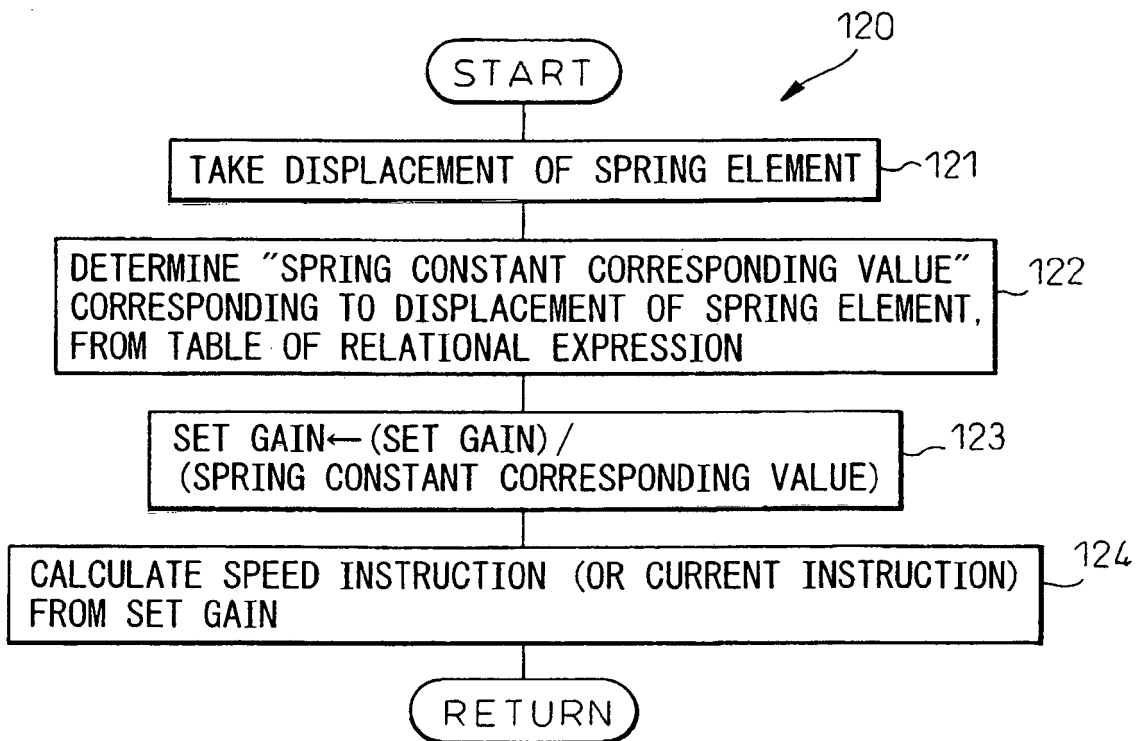 120
START
TAKE DISPLACEMENT OF SPRING ELEMENT
121
DETERMINE "SPRING CONSTANT CORRESPONDING VALUE"
CORRESPONDING TO DISPLACEMENT OF SPRING ELEMENT,
FROM TABLE OF RELATIONAL EXPRESSION
122
SET GAIN←(SET GAIN)/
(SPRING CONSTANT CORRESPONDING VALUE)
123
CALCULATE SPEED INSTRUCTION (OR CURRENT INSTRUCTION)
FROM SET GAIN
124
RETURN